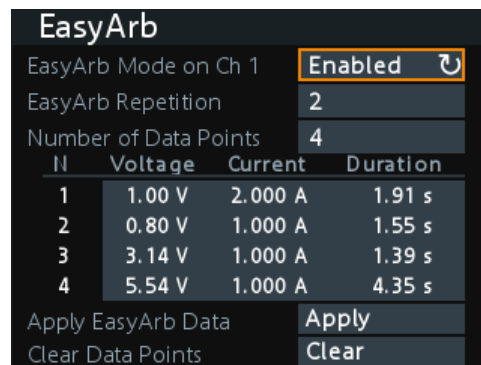 EasyArb
EasyArb Mode on Ch 1 Enabled
EasyArb Repetition 2
Number of Data Points 4
N Voltage Current Duration
1 1.00 V 2.000 A 1.91 s
2 0.80 V 1.000 A 1.55 s
3 3.14 V 1.000 A 1.39 s
4 5.54 V 1.000 A 4.35 s
Apply EasyArb Data Apply
Clear Data Points Clear